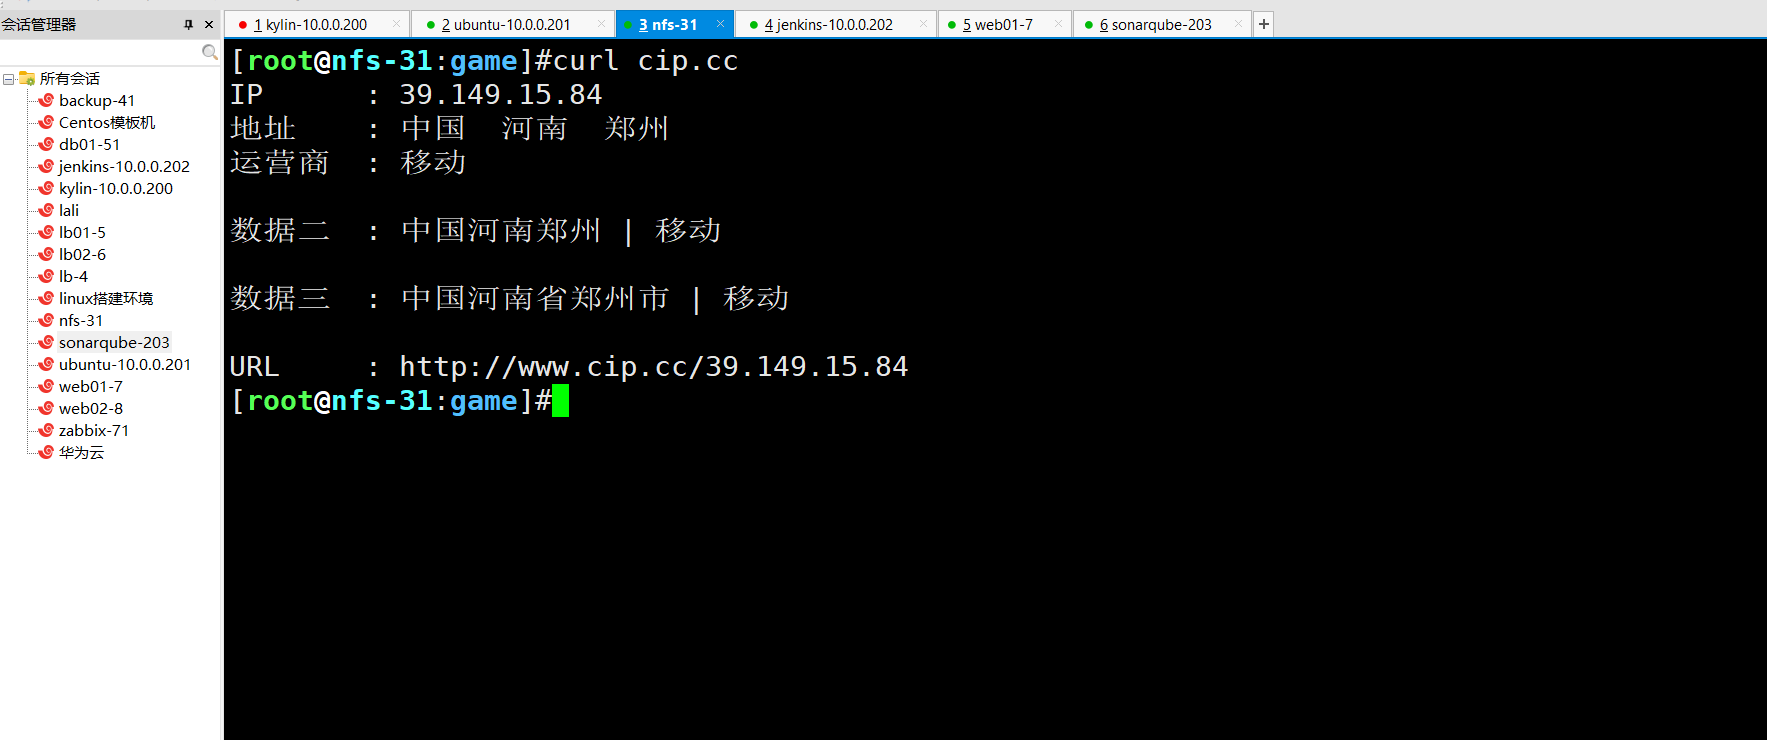 会话管理器
1 kylin-10.0.0.200
2 ubuntu-10.0.0.201
3 nfs-31
4 jenkins-10.0.0.202
5 web01-7
6 sonarqube-203
所有会话
backup-41
Centos模板机
db01-51
jenkins-10.0.0.202
kylin-10.0.0.200
lali
lb01-5
lb02-6
lb-4
linux搭建环境
nfs-31
sonarqube-203
ubuntu-10.0.0.201
web01-7
web02-8
zabbix-71
华为云
[root@nfs-31:game]#curl cip.cc
IP : 39.149.15.84
地址 : 中国 河南 郑州
运营商 : 移动
数据二 : 中国河南郑州 | 移动
数据三 : 中国河南省郑州市 | 移动
URL : http://www.cip.cc/39.149.15.84
[root@nfs-31:game]#